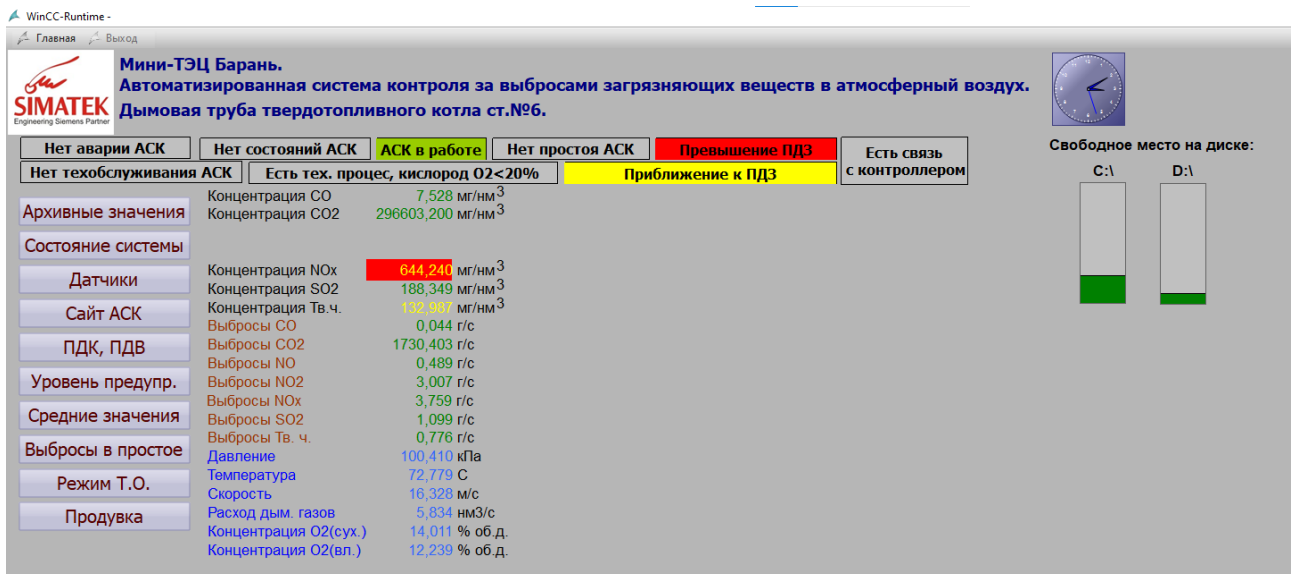 WinCC-Runtime -
Главная Выход
SIMATEK
Engineering Siemens Partner
Мини-ТЭЦ Барань.
Автоматизированная система контроля за выбросами загрязняющих веществ в атмосферный воздух.
Дымовая труба твердотопливного котла ст.№6.
Нет аварии АСК Нет состояний АСК АСК в работе Нет простоя АСК Превышение ПДЗ Есть связь
с контроллером
Нет техобслуживания АСК Есть тех. процес, кислород O2<20% Приближение к ПДЗ
Свободное место на диске:
C:\ D:\
Архивные значения
Состояние системы
Датчики
Сайт АСК
ПДК, ПДВ
Уровень предупр.
Средние значения
Выбросы в простое
Режим Т.О.
Продувка
Концентрация CO 7,528 мг/нм3
Концентрация CO2 296603,200 мг/нм3
Концентрация NOx 644,240 мг/нм3
Концентрация SO2 188,349 мг/нм3
Концентрация Тв.ч. 132,987 мг/нм3
Выбросы CO 0,044 г/с
Выбросы CO2 1730,403 г/с
Выбросы NO 0,489 г/с
Выбросы NO2 3,007 г/с
Выбросы NOx 3,759 г/с
Выбросы SO2 1,099 г/с
Выбросы Тв. ч. 0,776 г/с
Давление 100,410 кПа
Температура 72,779 С
Скорость 16,328 м/с
Расход дым. газов 5,834 нм3/с
Концентрация O2(сух.) 14,011 % об.д.
Концентрация O2(вл.) 12,239 % об.д.